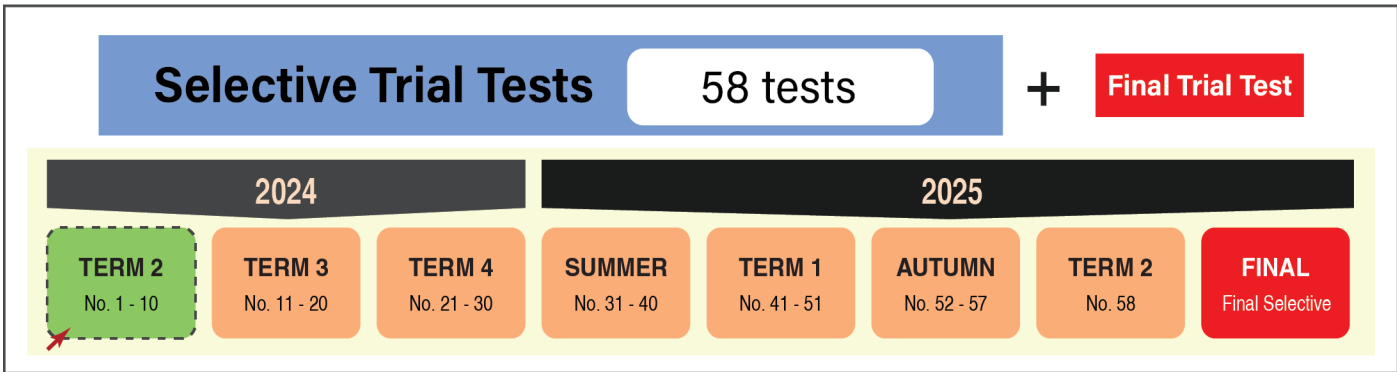 Selective Trial Tests 58 tests + Final Trial Test
2024 2025
TERM 2 TERM 3 TERM 4 SUMMER TERM 1 AUTUMN TERM 2 FINAL
No. 1 - 10 No. 11 - 20 No. 21 - 30 No. 31 - 40 No. 41 - 51 No. 52 - 57 No. 58 Final Selective